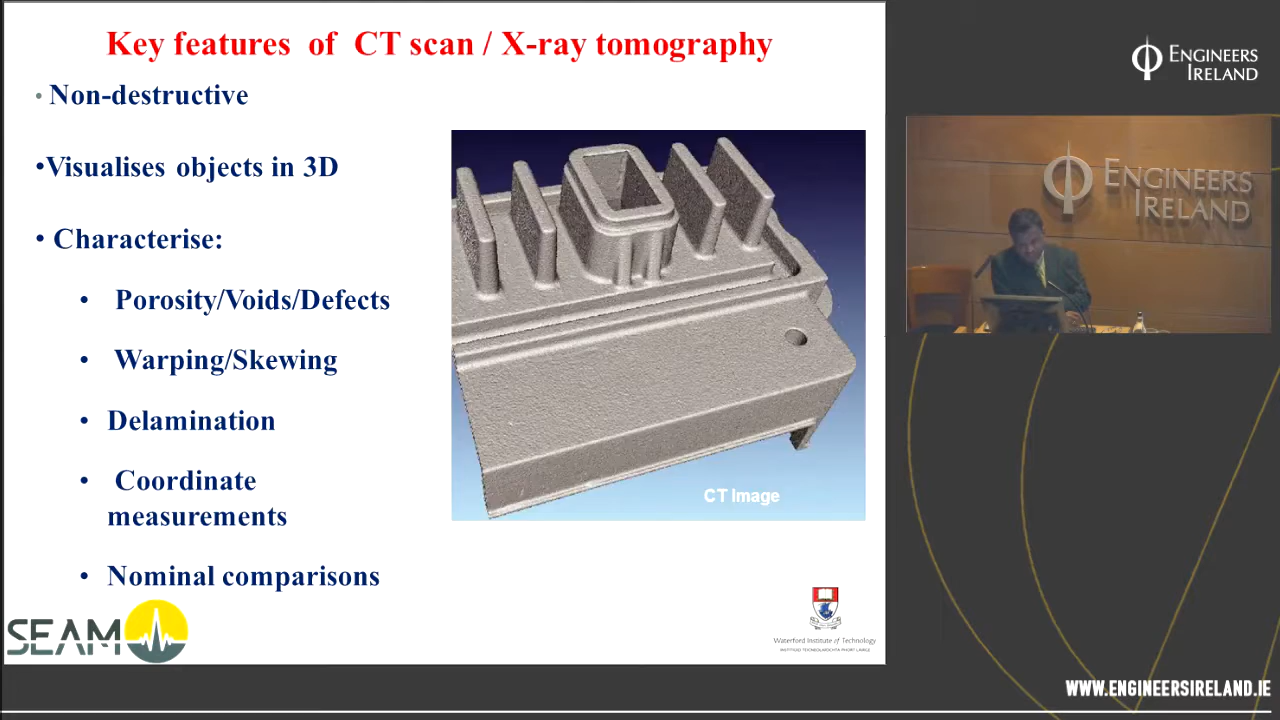 Key features of CT scan / X-ray tomography
• Non-destructive
•Visualises objects in 3D
• Characterise:
• Porosity/Voids/Defects
• Warping/Skewing
• Delamination
• Coordinate
measurements
• Nominal comparisons
CT Image
SEAM
Waterford Institute of Technology
ENGINEERS
IRELAND
ENGINEERS
IRELAND
WWW.ENGINEERSIRELAND.IE